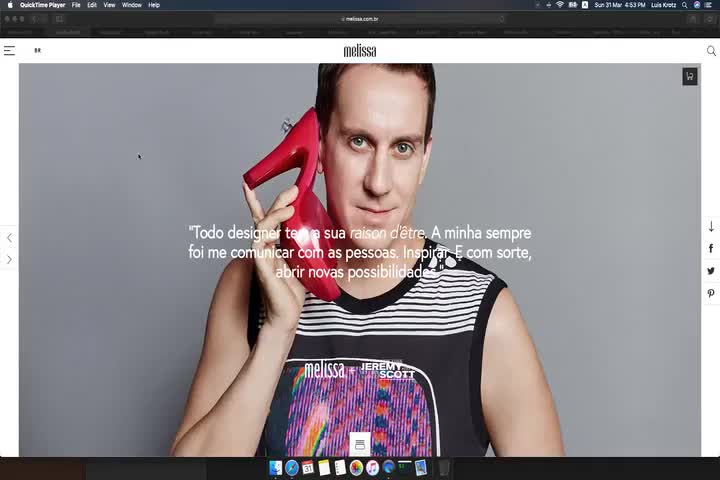 QuickTime Player File Edit View Window Help
Sun 31 Mar 4:53 PM Luis Krotz
melissa.com.br
BR
melissa
"Todo designer tem a sua raison d'être. A minha sempre
foi me comunicar com as pessoas. Inspirar. E com sorte,
abrir novas possibilidades."
melissa + JEREMY SCOTT